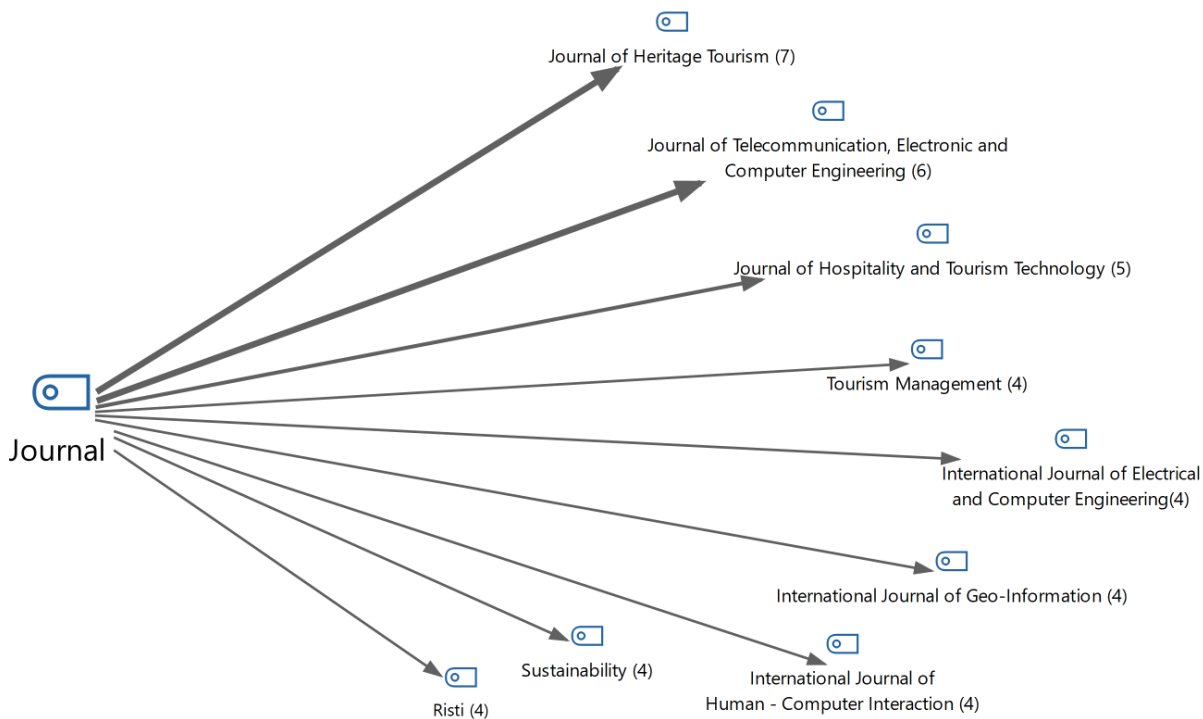 Journal of Heritage Tourism (7)
Journal of Telecommunication, Electronic and
Computer Engineering (6)
Journal of Hospitality and Tourism Technology (5)
Tourism Management (4)
Journal
International Journal of Electrical
and Computer Engineering(4)
International Journal of Geo-Information (4)
Sustainability (4)
International Journal of
Human - Computer Interaction (4)
Risti (4)